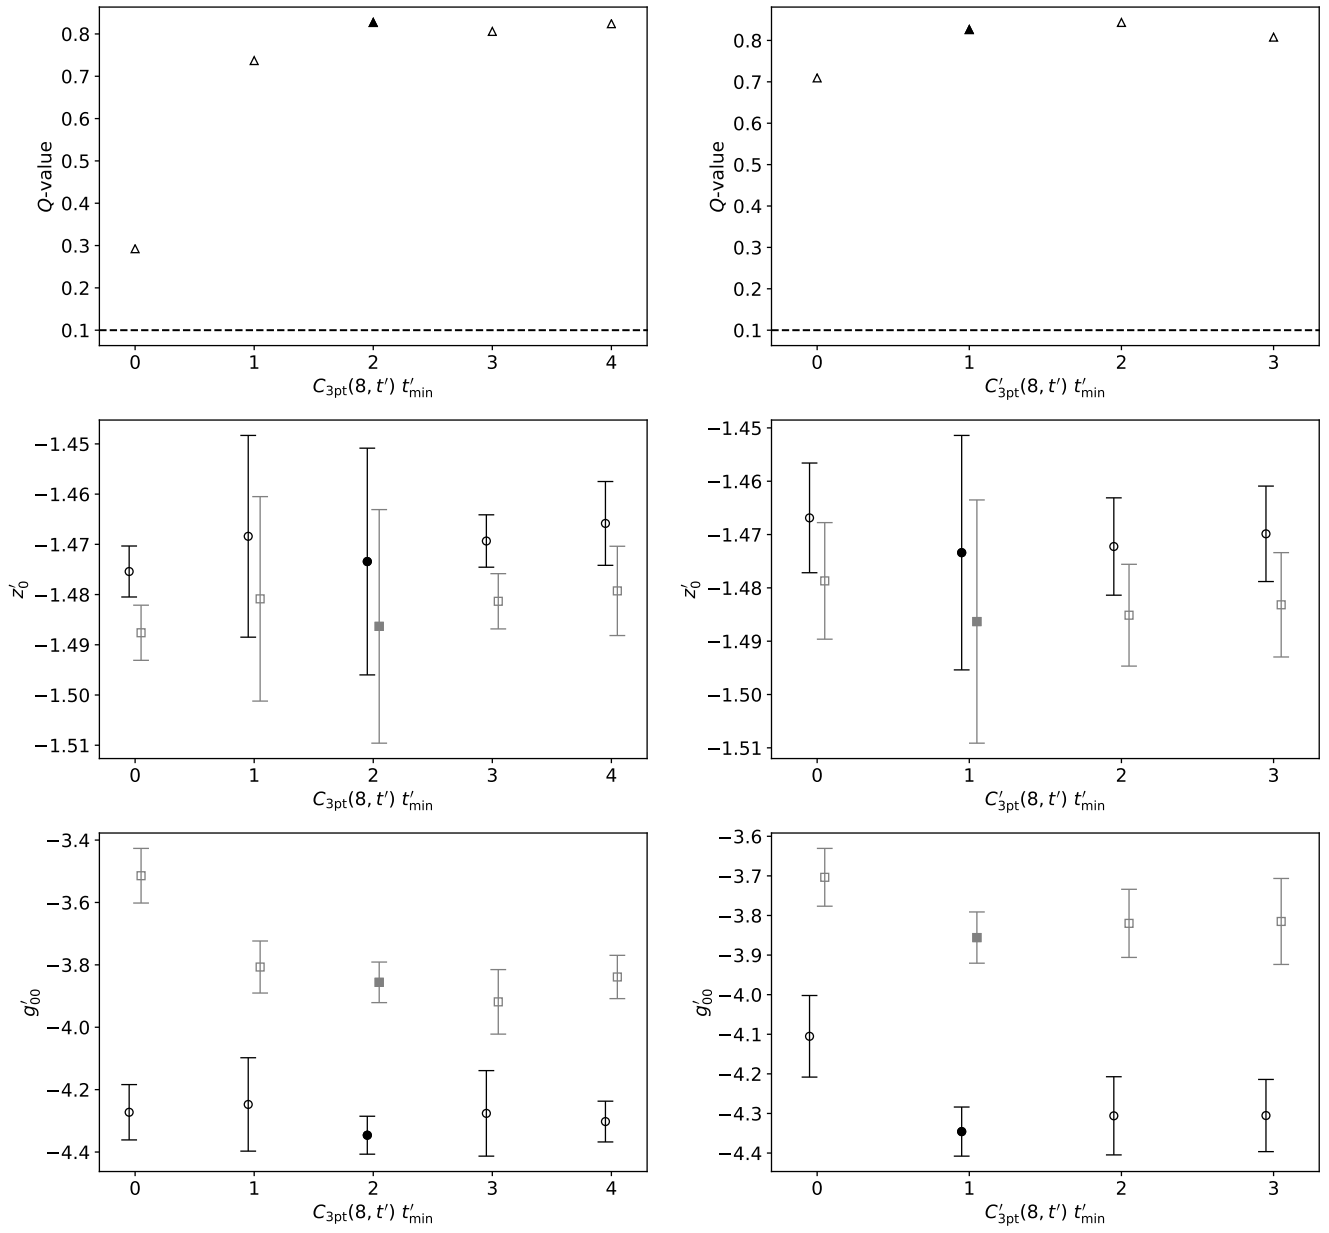 0.8
0.7
0.6
0.5
0.4
0.3
0.2
0.1
Q-value
0 1 2 3 4
C3pt(8, t′) t′min
0.8
0.7
0.6
0.5
0.4
0.3
0.2
0.1
Q-value
0 1 2 3
C′3pt(8, t′) t′min
−1.45
−1.46
−1.47
−1.48
−1.49
−1.50
−1.51
z′0
0 1 2 3 4
C3pt(8, t′) t′min
−1.45
−1.46
−1.47
−1.48
−1.49
−1.50
−1.51
z′0
0 1 2 3
C′3pt(8, t′) t′min
−3.4
−3.6
−3.8
−4.0
−4.2
−4.4
g′00
0 1 2 3 4
C3pt(8, t′) t′min
−3.6
−3.7
−3.8
−3.9
−4.0
−4.1
−4.2
−4.3
−4.4
g′00
0 1 2 3
C′3pt(8, t′) t′min